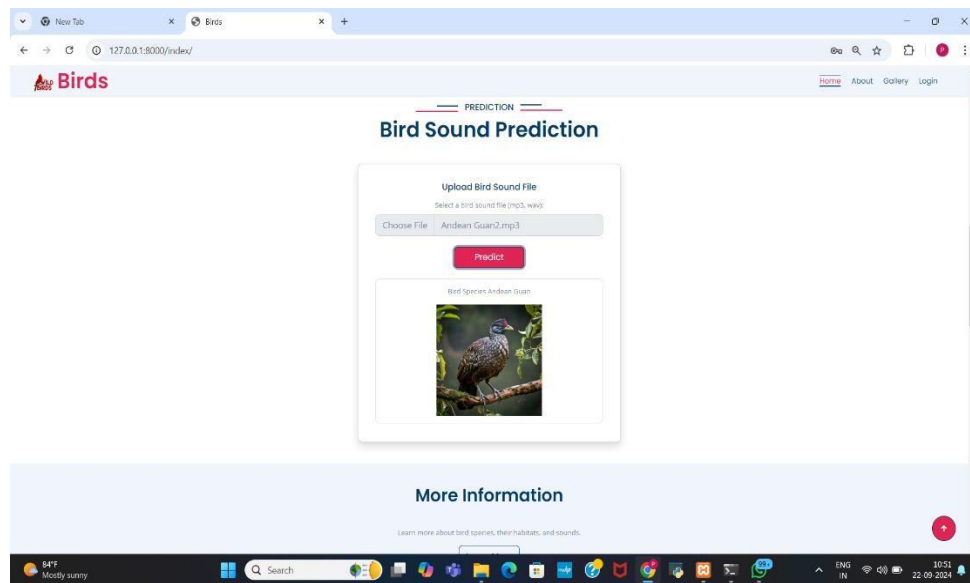 New Tab
Birds
127.0.0.1:8000/index/
WILD BIRDS
Birds
Home About Gallery Login
PREDICTION
Bird Sound Prediction
Upload Bird Sound File
Select a bird sound file (mp3, wav):
Choose File Andean Guan2.mp3
Predict
Bird Species Andean Guan
More Information
Learn more about bird species, their habitats, and sounds.
84°F
Mostly sunny
Search
99+
ENG
IN
10:51
22-09-2024